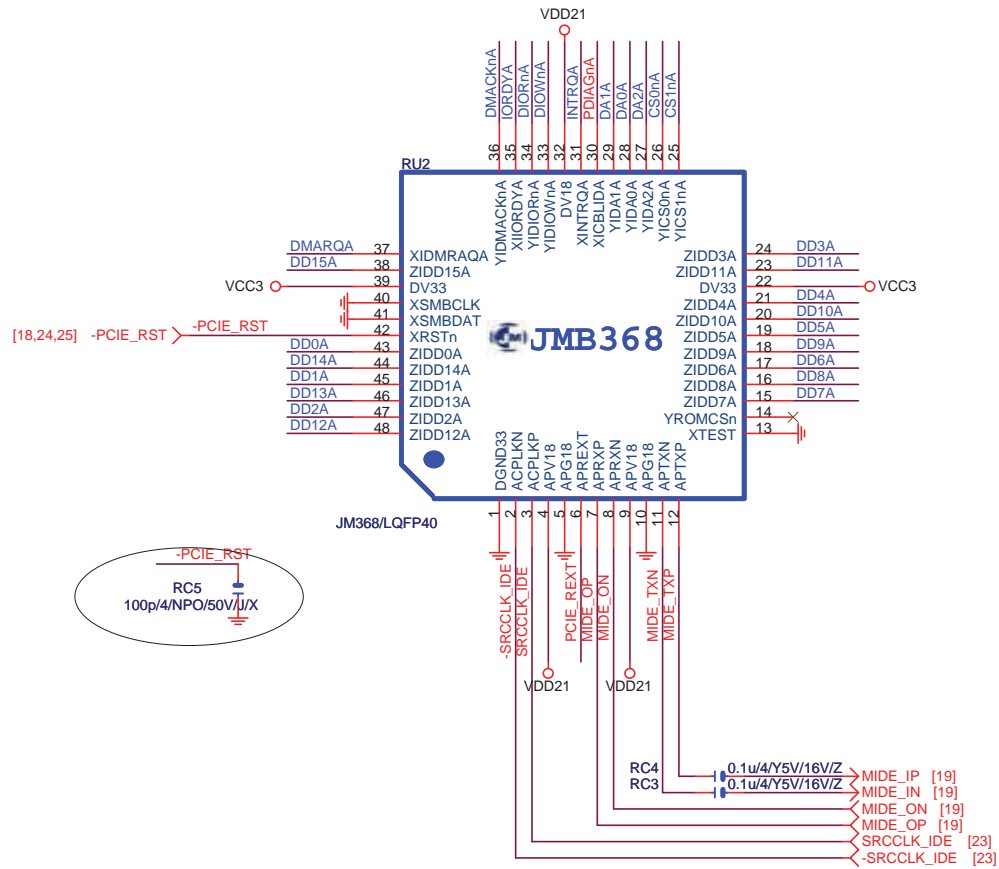 VDD21
DMACKnA
IORDYA
DIORnA
DIOWnA
INTRQA
PDIAGnA
DA1A
DA0A
DA2A
CS0nA
CS1nA
36
35
34
33
32
31
30
29
28
27
26
25
RU2
YIDMACKnA
XIIORDYA
YIDIORnA
YIDIOWnA
DV18
XINTRQA
XICBLIDA
YIDA1A
YIDA0A
YIDA2A
YICS0nA
YICS1nA
DMARQA 37 XIDMRAQA
DD15A 38 ZIDD15A
VCC3 39 DV33
40 XSMBCLK
41 XSMBDAT
[18,24,25] -PCIE_RST -PCIE_RST 42 XRSTn
DD0A 43 ZIDD0A
DD14A 44 ZIDD14A
DD1A 45 ZIDD1A
DD13A 46 ZIDD13A
DD2A 47 ZIDD2A
DD12A 48 ZIDD12A
JMB368
ZIDD3A 24 DD3A
ZIDD11A 23 DD11A
DV33 22 VCC3
ZIDD4A 21 DD4A
ZIDD10A 20 DD10A
ZIDD5A 19 DD5A
ZIDD9A 18 DD9A
ZIDD6A 17 DD6A
ZIDD8A 16 DD8A
ZIDD7A 15 DD7A
YROMCSn 14
XTEST 13
DGND33
ACPLKN
ACPLKP
APV18
APG18
APREXT
APRXP
APRXN
APV18
APG18
APTXN
APTXP
1
2
3
4
5
6
7
8
9
10
11
12
JM368/LQFP40
-SRCCLK_IDE
SRCCLK_IDE
PCIE_REXT
MIDE_OP
MIDE_ON
MIDE_TXN
MIDE_TXP
VDD21
VDD21
-PCIE_RST
RC5
100p/4/NPO/50V/J/X
RC4 0.1u/4/Y5V/16V/Z MIDE_IP [19]
RC3 0.1u/4/Y5V/16V/Z MIDE_IN [19]
MIDE_ON [19]
MIDE_OP [19]
SRCCLK_IDE [23]
-SRCCLK_IDE [23]